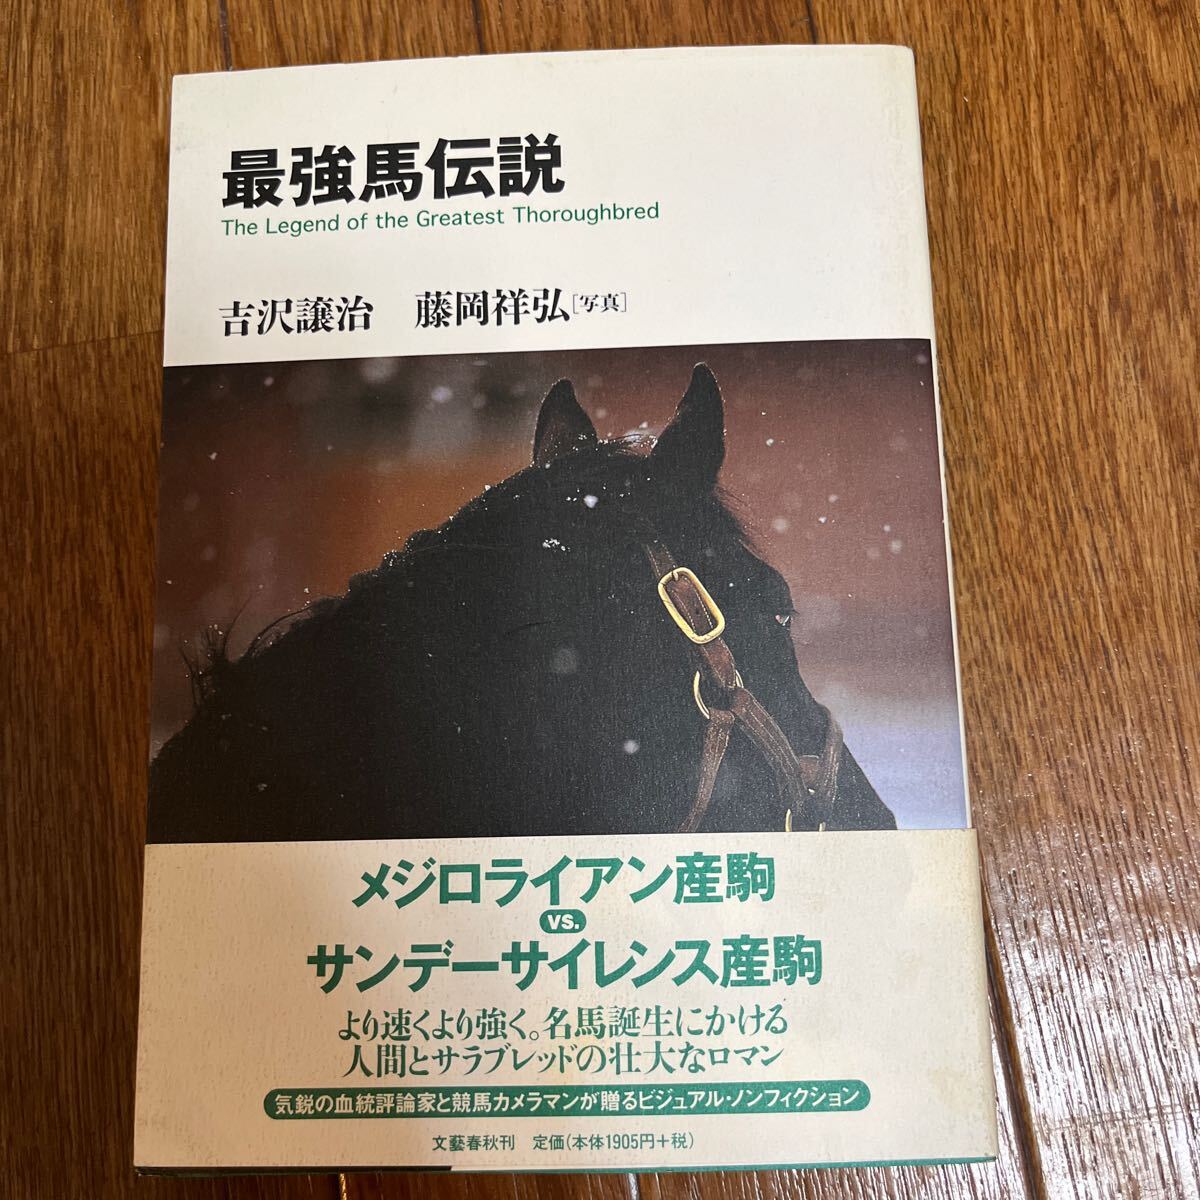 最強馬伝説
The Legend of the Greatest Thoroughbred
吉沢譲治 藤岡祥弘[写真]
メジロライアン産駒
vs.
サンデーサイレンス産駒
より速くより強く。名馬誕生にかける
人間とサラブレッドの壮大なロマン
気鋭の血統評論家と競馬カメラマンが贈るビジュアル・ノンフィクション
文藝春秋刊 定価(本体1905円+税)